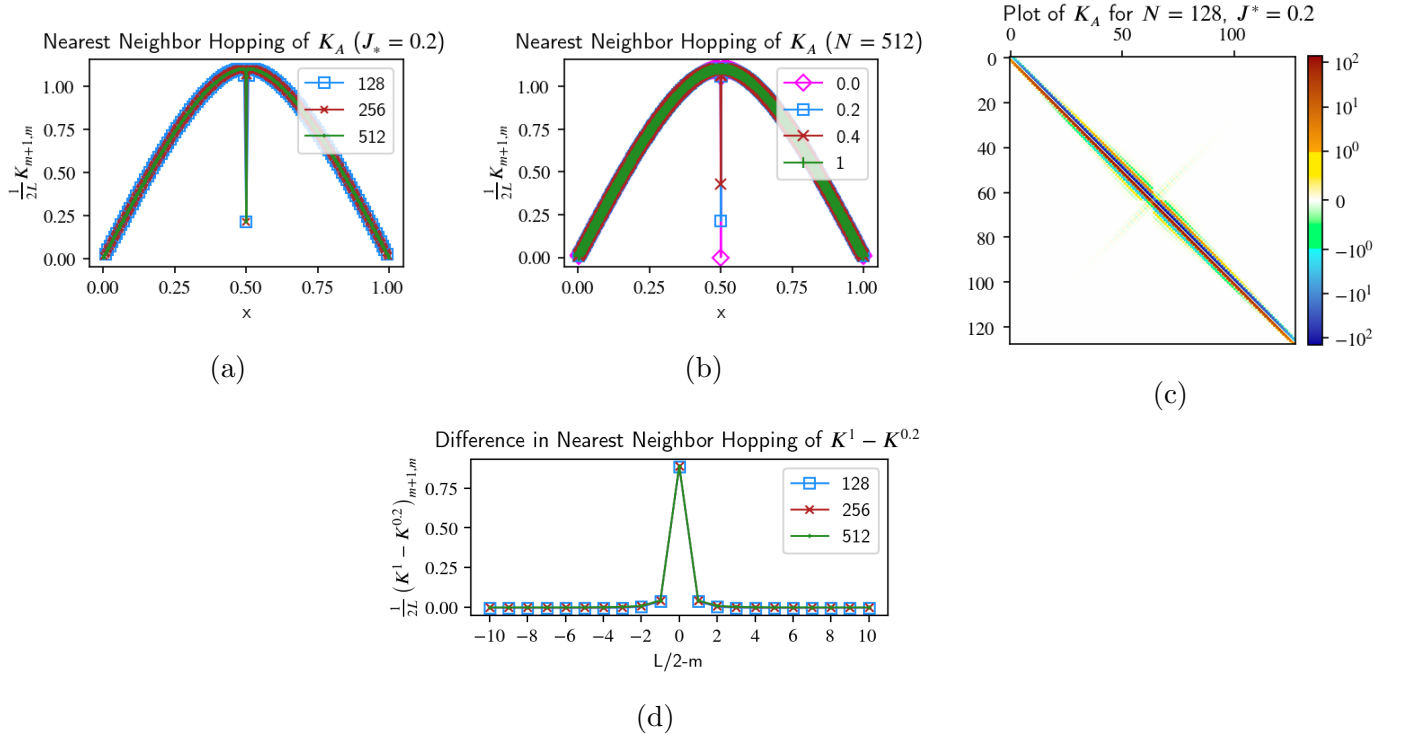 Nearest Neighbor Hopping of K_A (J_* = 0.2)
1.00
0.75
0.50
0.25
0.00
1/2L K_{m+1,m}
128
256
512
0.00 0.25 0.50 0.75 1.00
x
(a)
Nearest Neighbor Hopping of K_A (N = 512)
1.00
0.75
0.50
0.25
0.00
1/2L K_{m+1,m}
0.0
0.2
0.4
1
0.00 0.25 0.50 0.75 1.00
x
(b)
Plot of K_A for N = 128, J* = 0.2
0 50 100
0
20
40
60
80
100
120
10^2
10^1
10^0
0
−10^0
−10^1
−10^2
(c)
Difference in Nearest Neighbor Hopping of K^1 − K^{0.2}
0.75
0.50
0.25
0.00
1/2L (K^1 − K^{0.2})_{m+1,m}
128
256
512
−10 −8 −6 −4 −2 0 2 4 6 8 10
L/2-m
(d)